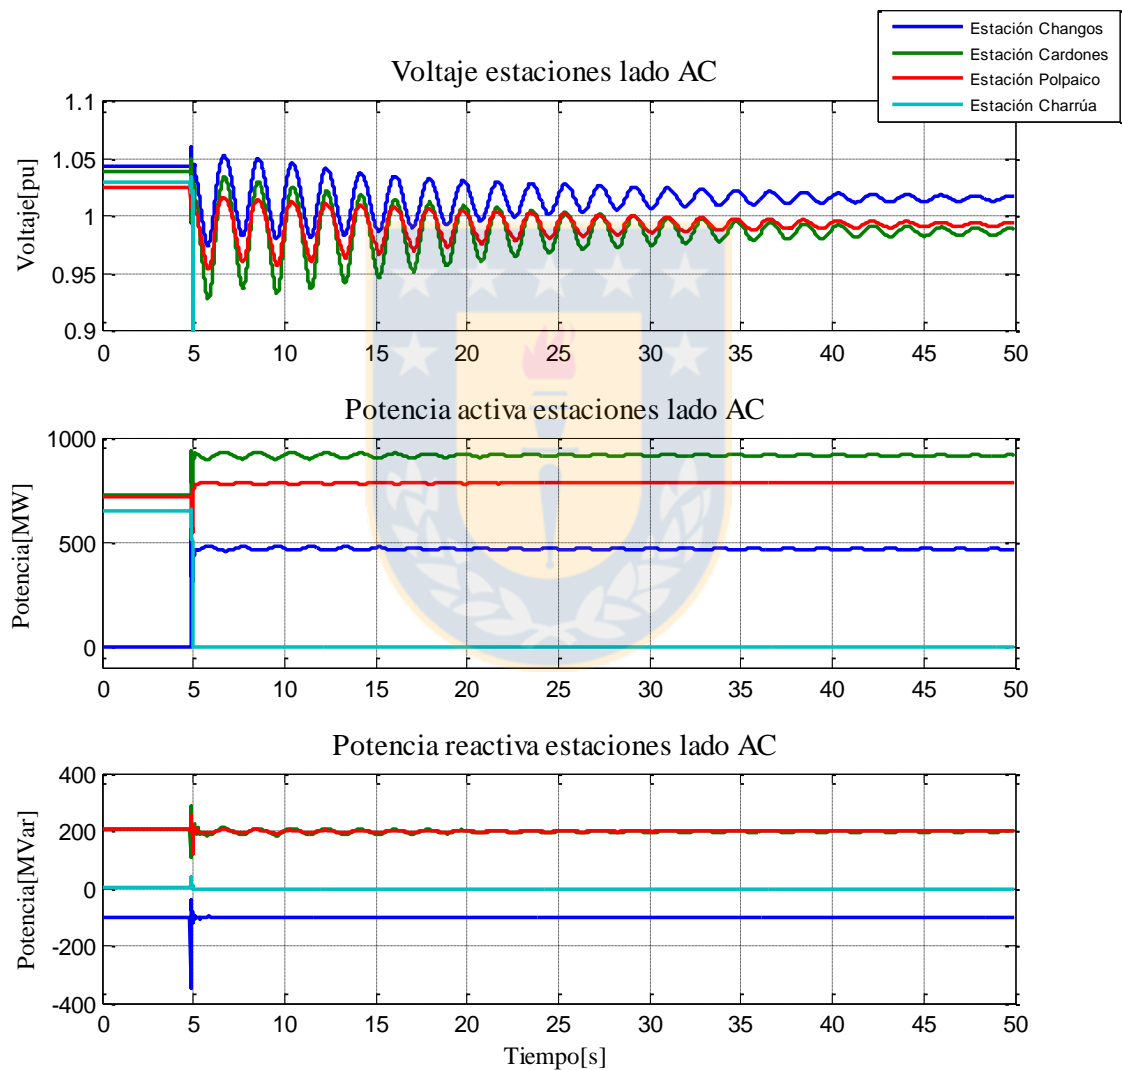 Estación Changos
Estación Cardones
Estación Polpaico
Estación Charrúa
Voltaje estaciones lado AC
Voltaje[pu]
1.1
1.05
1
0.95
0.9
0 5 10 15 20 25 30 35 40 45 50
Potencia activa estaciones lado AC
Potencia[MW]
1000
500
0
0 5 10 15 20 25 30 35 40 45 50
Potencia reactiva estaciones lado AC
Potencia[MVar]
400
200
0
-200
-400
0 5 10 15 20 25 30 35 40 45 50
Tiempo[s]